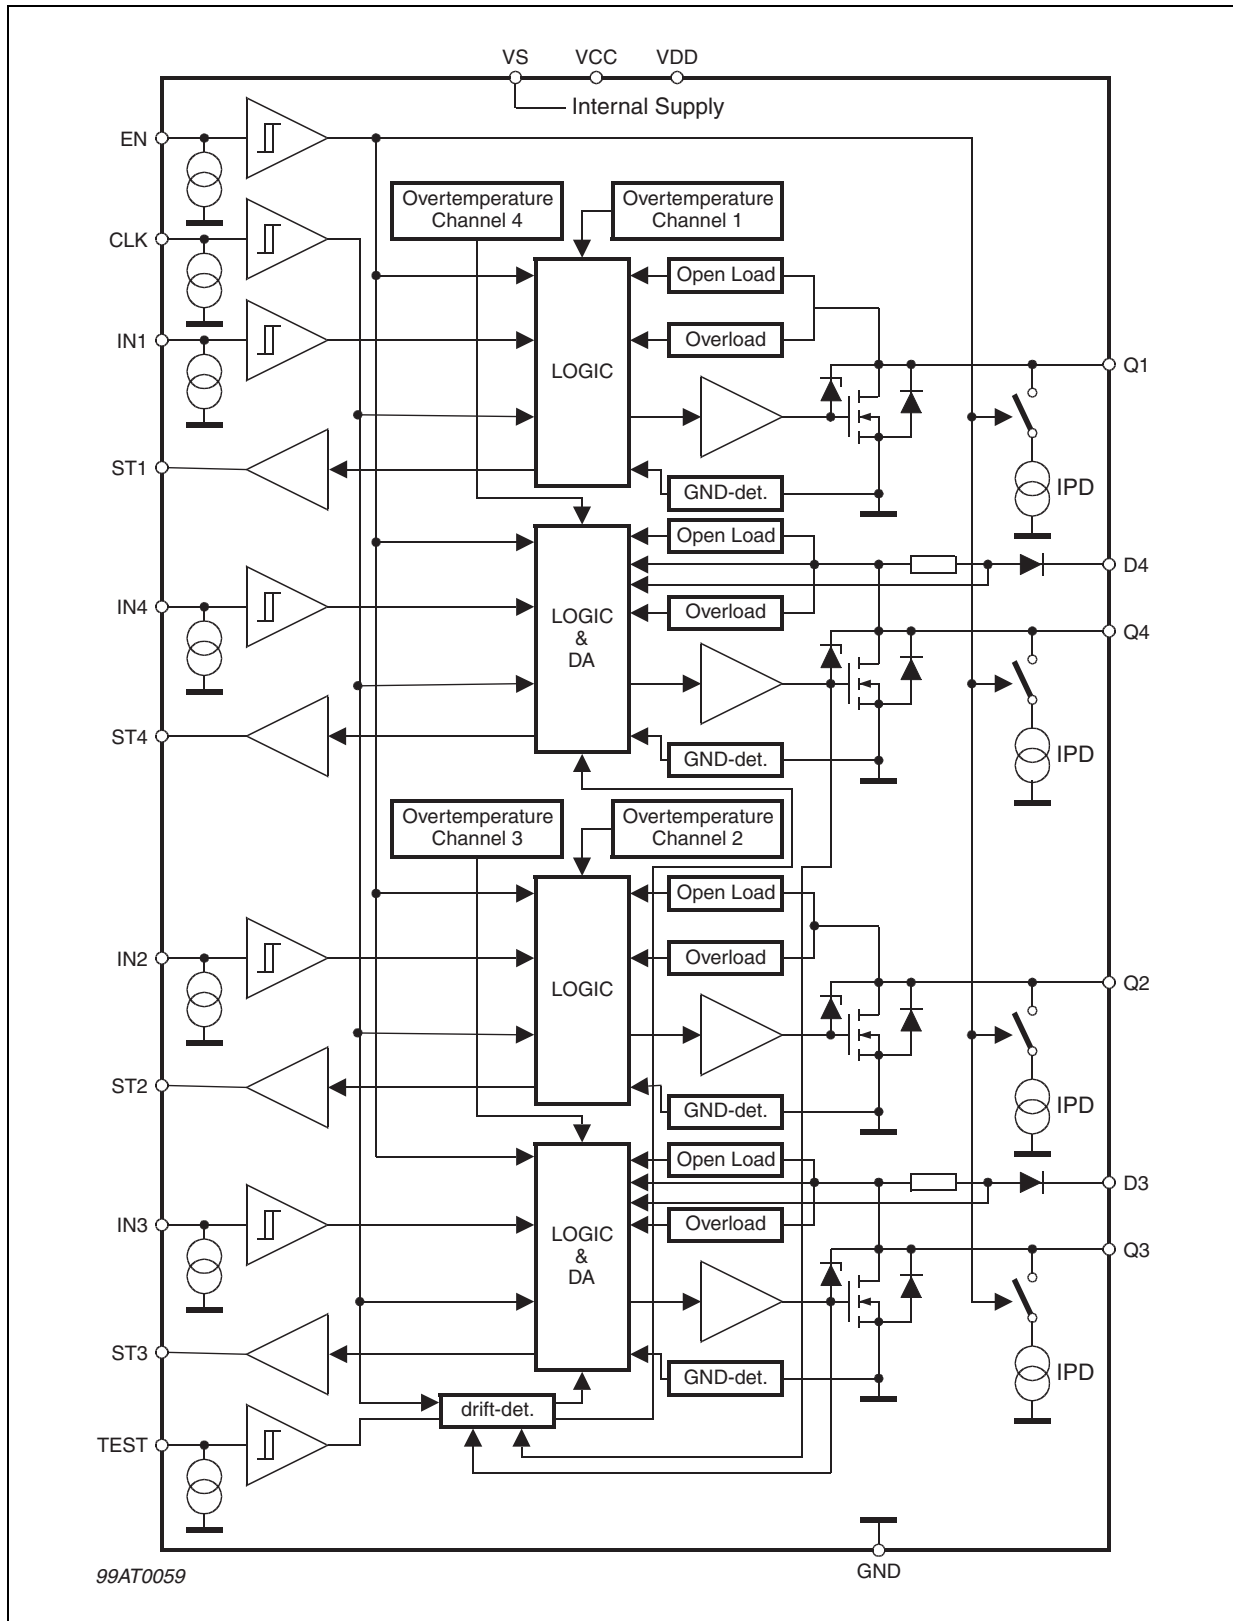 VS VCC VDD
Internal Supply
EN
Overtemperature
Channel 4
Overtemperature
Channel 1
CLK
Open Load
IN1
Overload
LOGIC
Q1
ST1
GND-det.
IPD
Open Load
D4
IN4
Overload
LOGIC
&
DA
Q4
ST4
GND-det.
IPD
Overtemperature
Channel 3
Overtemperature
Channel 2
Open Load
IN2
Overload
LOGIC
Q2
ST2
GND-det.
IPD
Open Load
D3
IN3
Overload
LOGIC
&
DA
Q3
ST3
GND-det.
IPD
drift-det.
TEST
GND
99AT0059